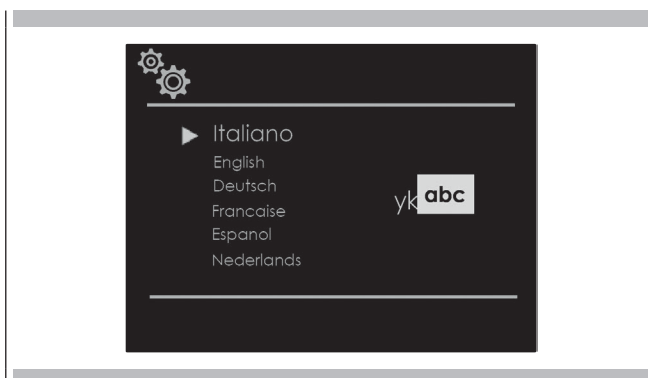 Italiano
English
Deutsch
Francaise
Espanol
Nederlands
yk abc